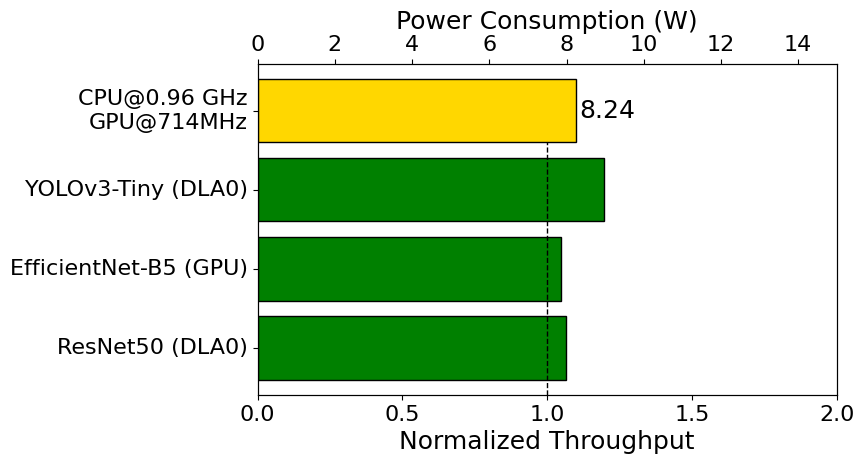 Power Consumption (W)
0 2 4 6 8 10 12 14
CPU@0.96 GHz
GPU@714MHz
8.24
YOLOv3-Tiny (DLA0)
EfficientNet-B5 (GPU)
ResNet50 (DLA0)
0.0 0.5 1.0 1.5 2.0
Normalized Throughput